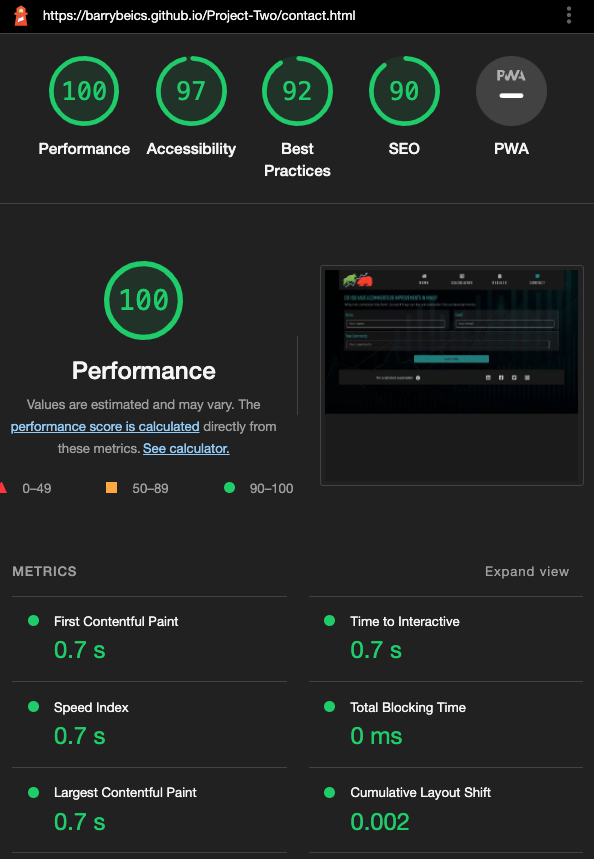 https://barrybeics.github.io/Project-Two/contact.html
100
97
92
90
PWA
Performance
Accessibility
Best
Practices
SEO
PWA
100
Performance
Values are estimated and may vary. The
performance score is calculated directly from
these metrics. See calculator.
0–49
50–89
90–100
HOME
CALCULATOR
RESULTS
CONTACT
METRICS
Expand view
First Contentful Paint
0.7 s
Time to Interactive
0.7 s
Speed Index
0.7 s
Total Blocking Time
0 ms
Largest Contentful Paint
0.7 s
Cumulative Layout Shift
0.002